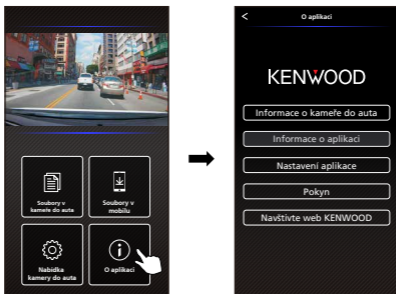 Soubory v
kameře do auta
Soubory v
mobilu
Nabídka
kamery do auta
O aplikaci
<
O aplikaci
KENWOOD
Informace o kameře do auta
Informace o aplikaci
Nastavení aplikace
Pokyn
Navštivte web KENWOOD